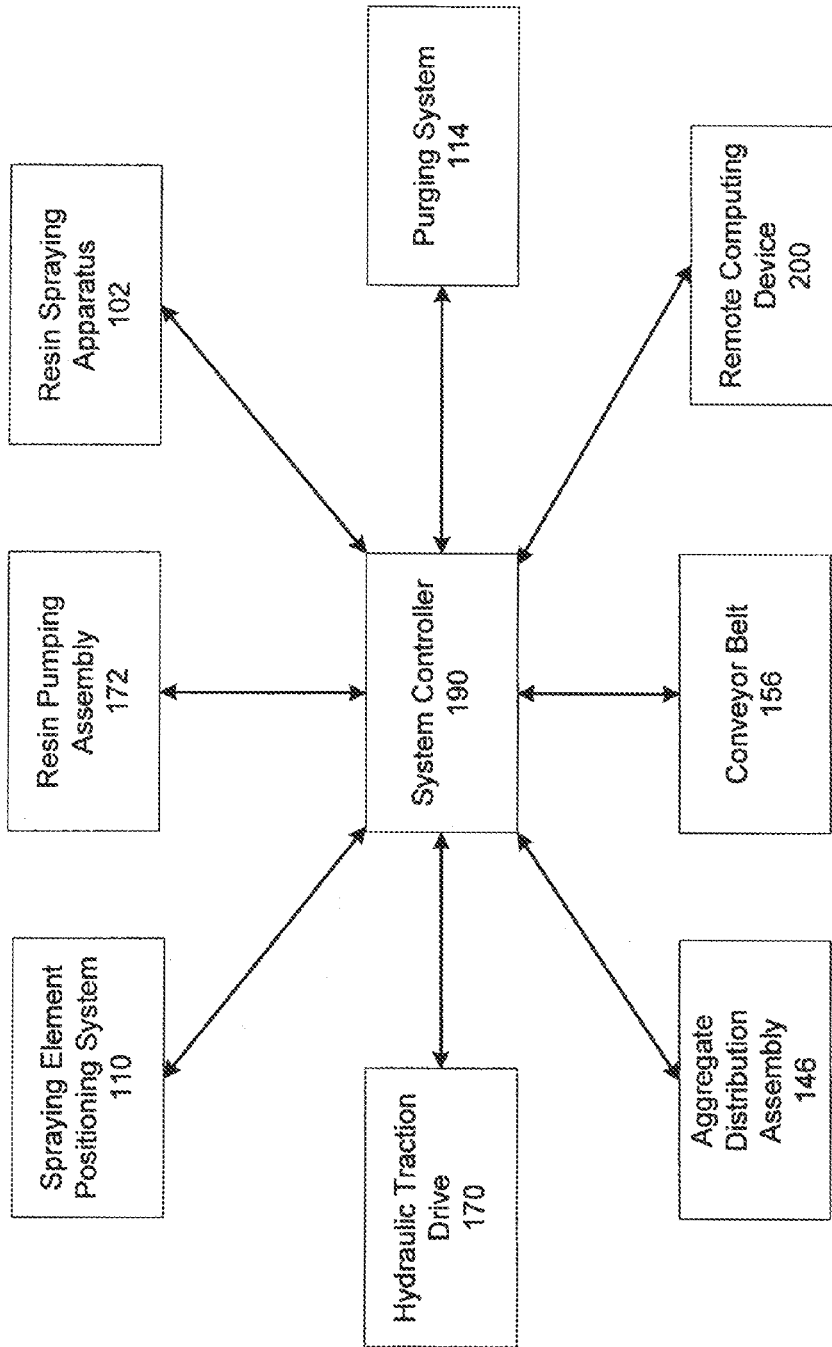 Spraying Element
Positioning System
110
Resin Pumping
Assembly
172
Resin Spraying
Apparatus
102
Hydraulic Traction
Drive
170
System Controller
190
Purging System
114
Aggregate
Distribution
Assembly
146
Conveyor Belt
156
Remote Computing
Device
200